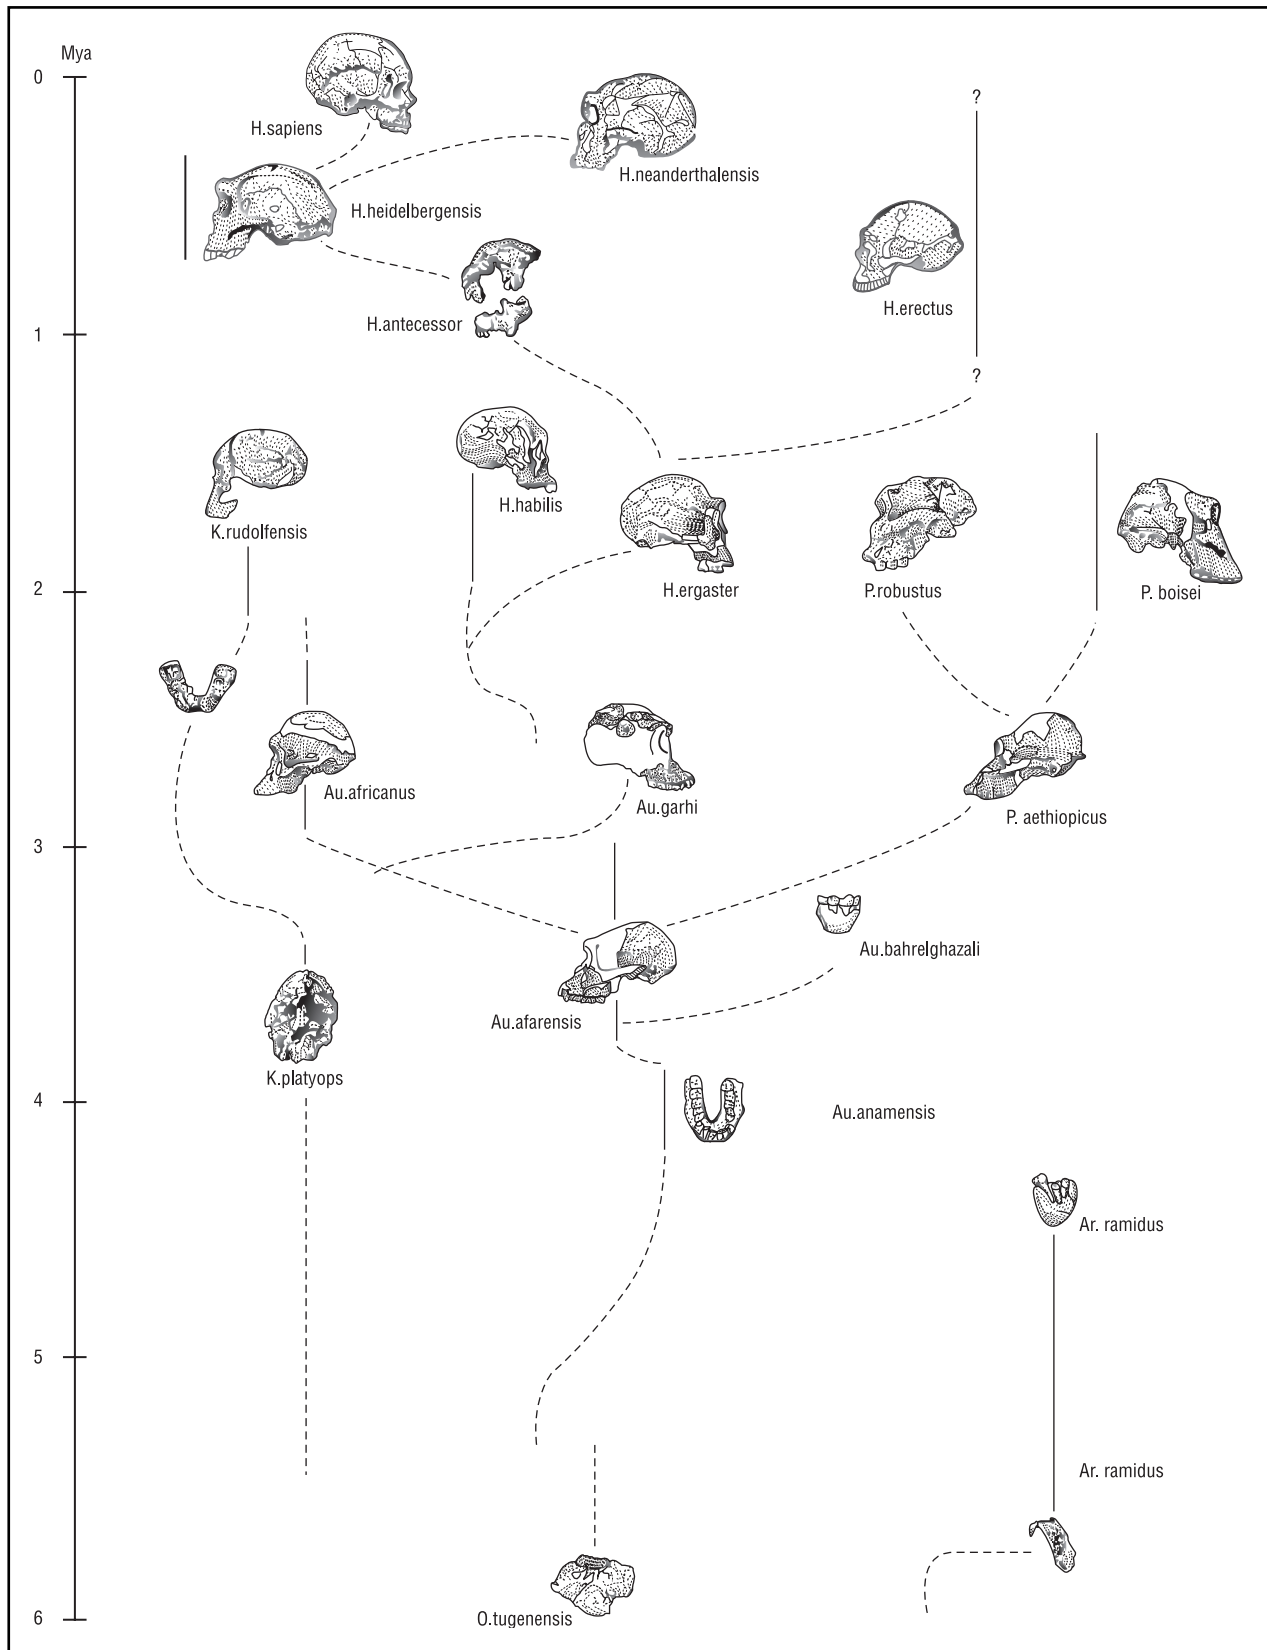 Mya
0
H.sapiens
?
H.neanderthalensis
H.heidelbergensis
H.erectus
H.antecessor
1
?
H.habilis
K.rudolfensis
2
H.ergaster
P.robustus
P. boisei
Au.africanus
Au.garhi
P. aethiopicus
3
Au.bahrelghazali
Au.afarensis
K.platyops
4
Au.anamensis
Ar. ramidus
5
Ar. ramidus
6
O.tugenensis